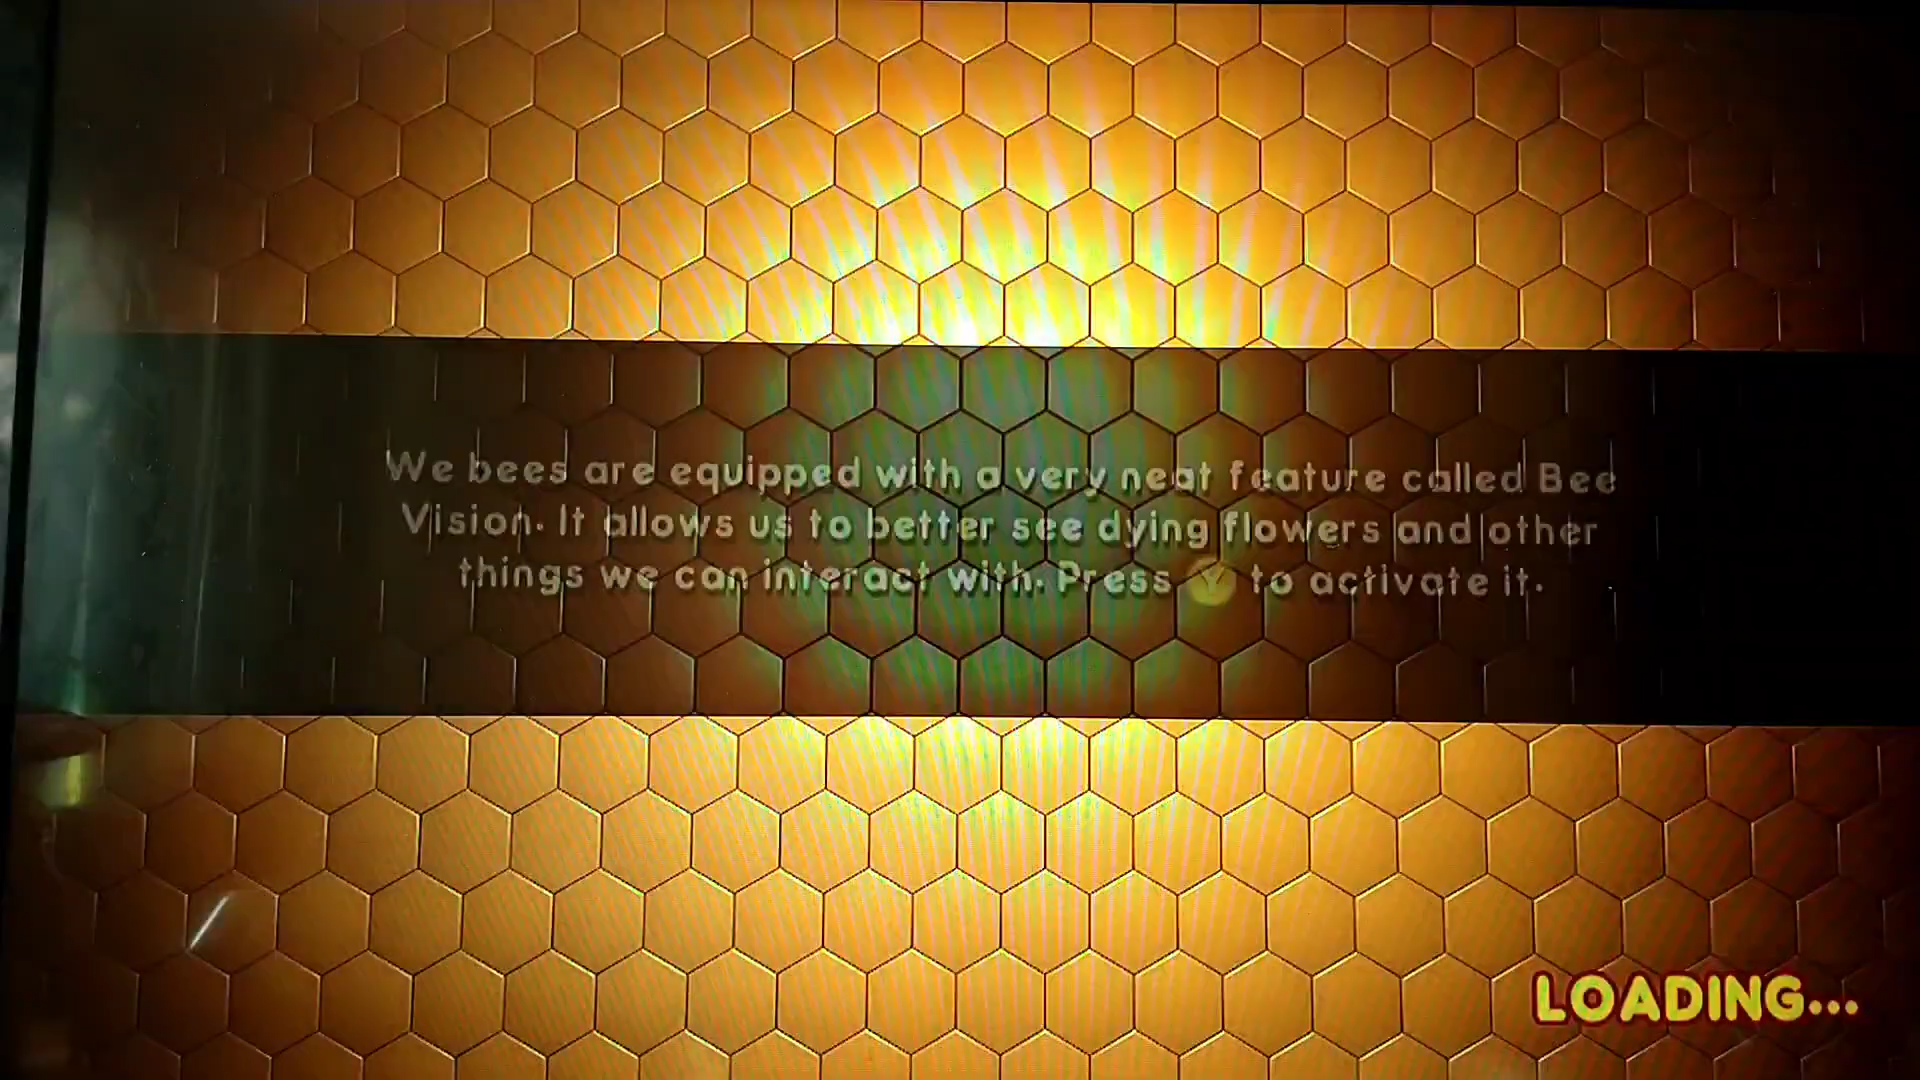 We bees are equipped with a very neat feature called Bee
Vision. It allows us to better see dying flowers and other
things we can interact with. Press Y to activate it.
LOADING...